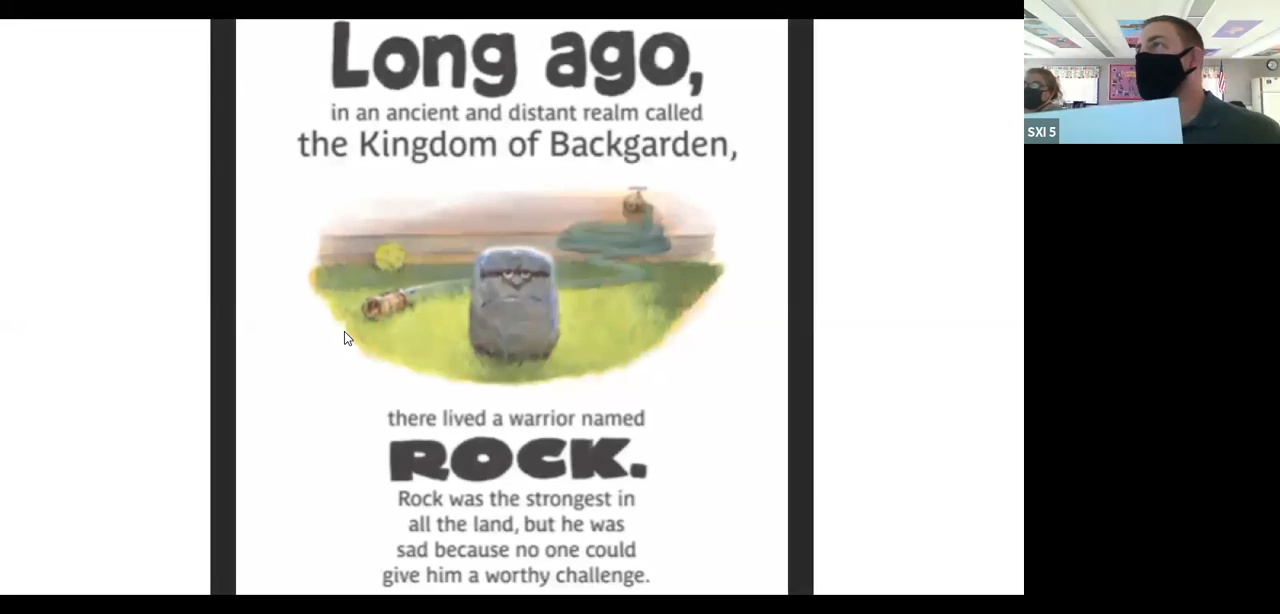 Long ago,
in an ancient and distant realm called
the Kingdom of Backgarden,
there lived a warrior named
ROCK.
Rock was the strongest in
all the land, but he was
sad because no one could
give him a worthy challenge.
SXI 5